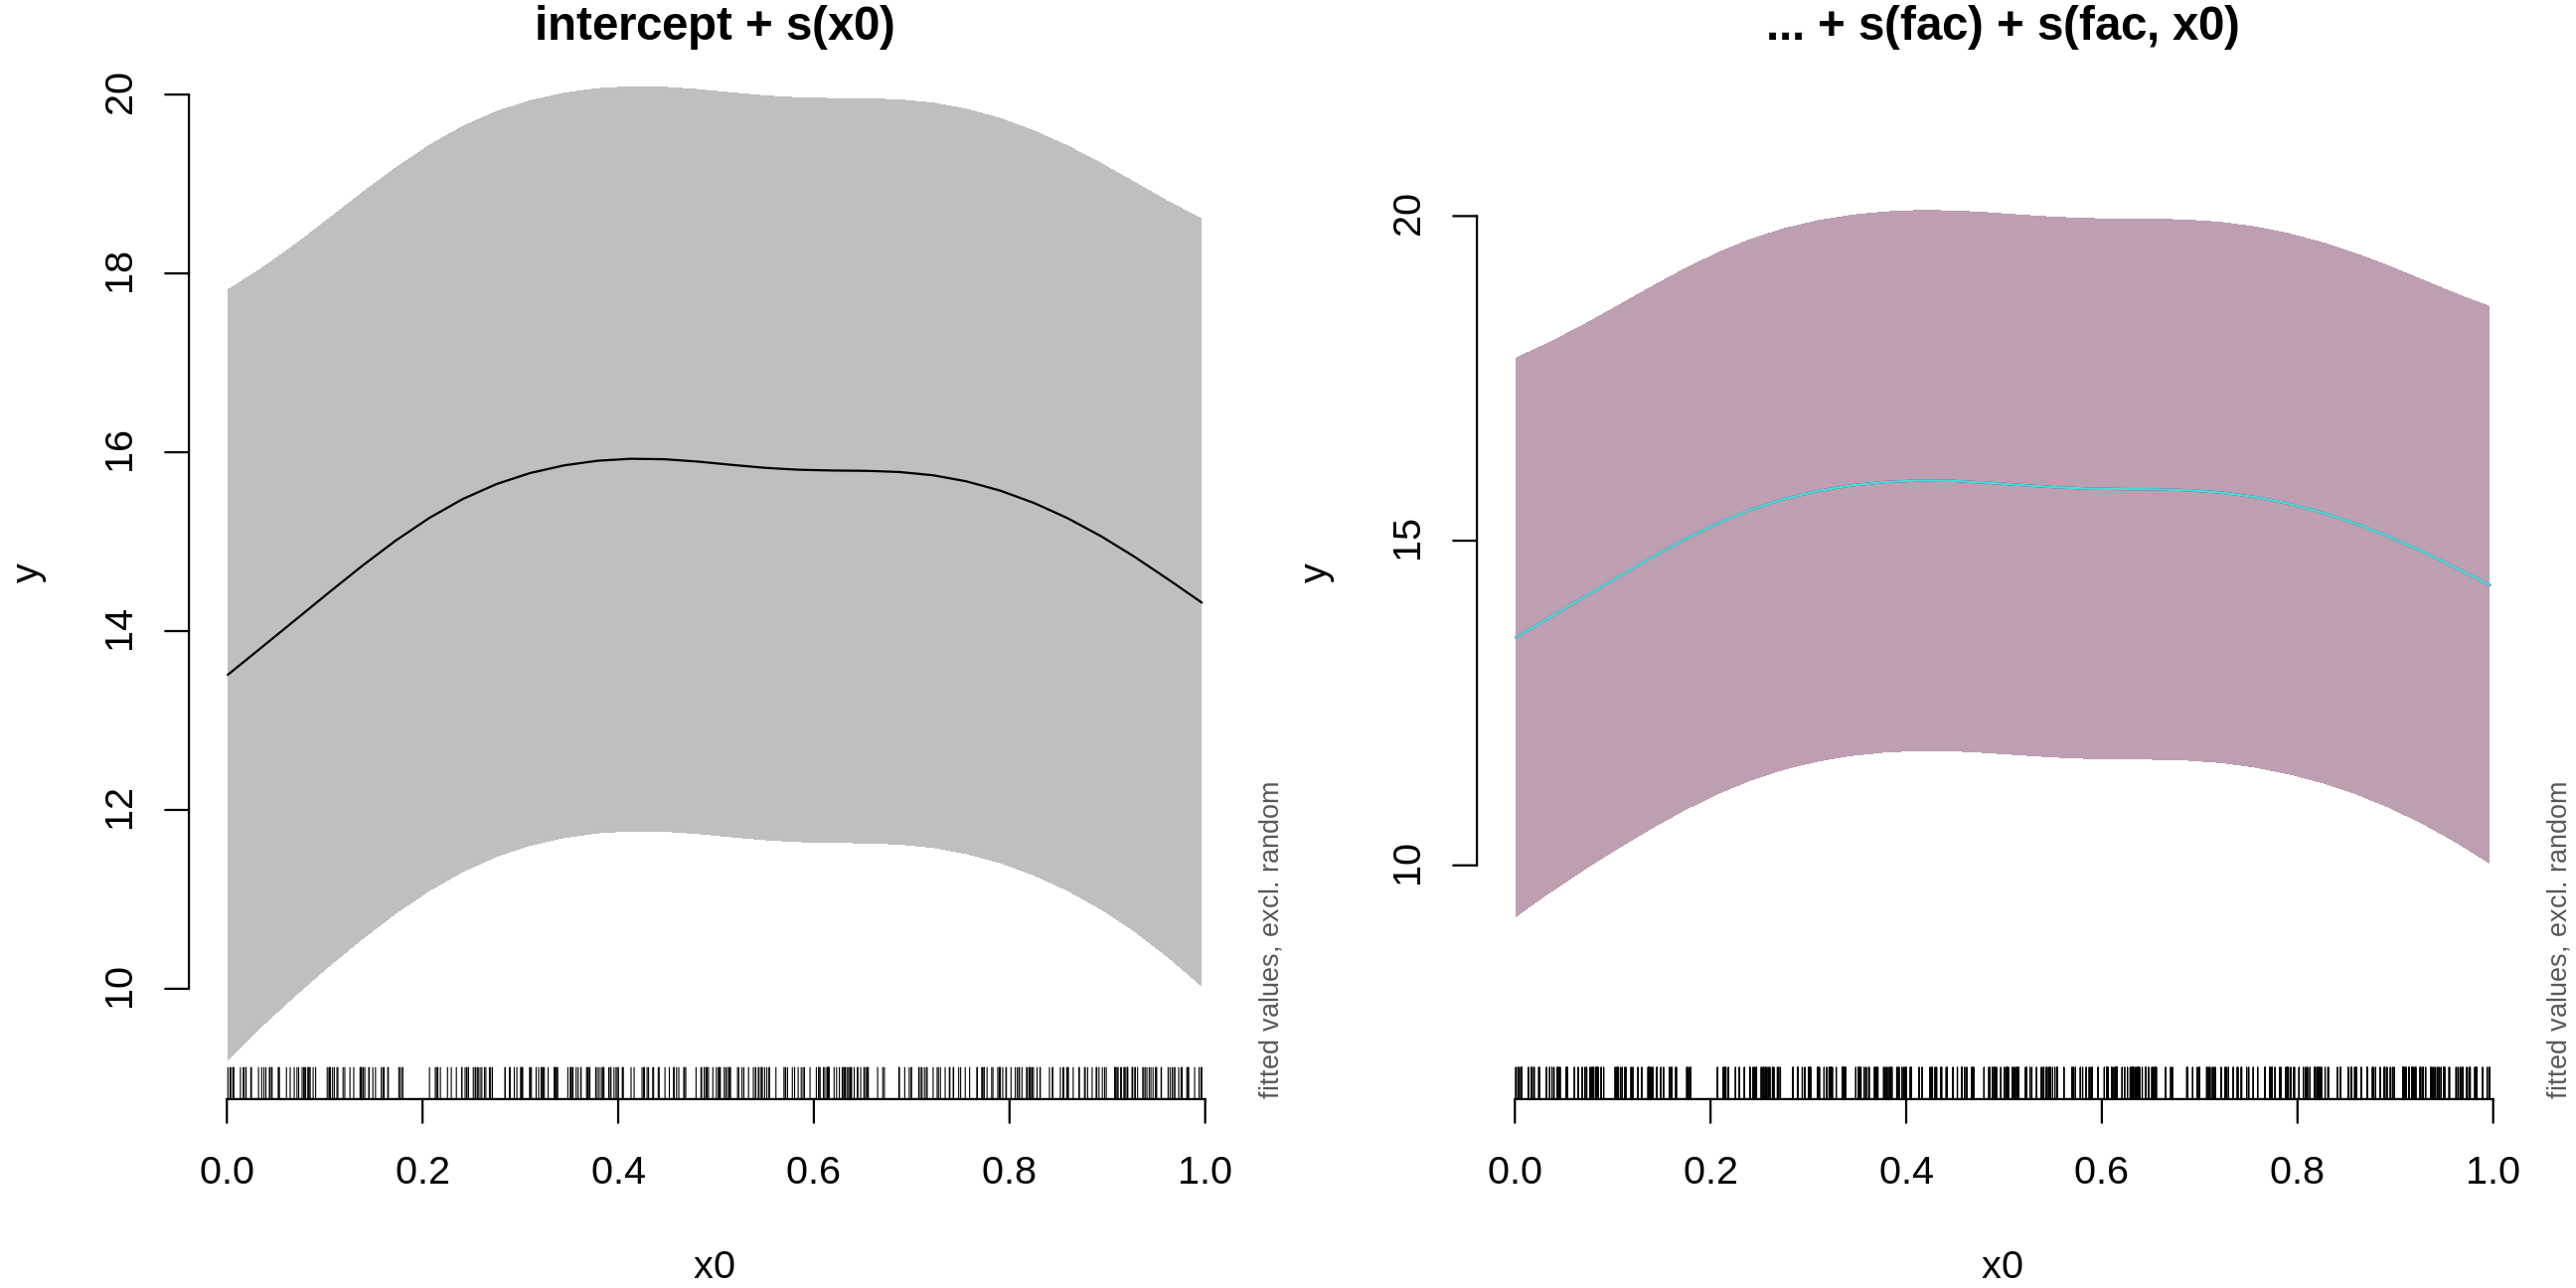 intercept + s(x0)
20
18
16
14
12
10
y
0.0 0.2 0.4 0.6 0.8 1.0
x0
fitted values, excl. random
... + s(fac) + s(fac, x0)
20
15
10
y
0.0 0.2 0.4 0.6 0.8 1.0
x0
fitted values, excl. random